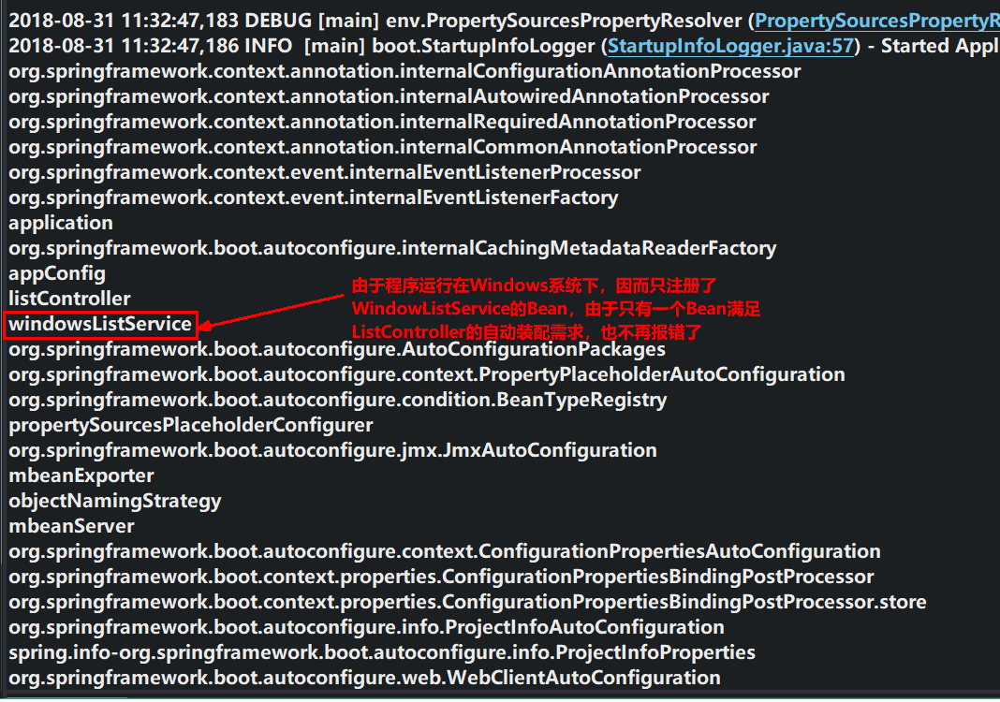 2018-08-31 11:32:47,183 DEBUG [main] env.PropertySourcesPropertyResolver (PropertySourcesPropertyR
2018-08-31 11:32:47,186 INFO [main] boot.StartupInfoLogger (StartupInfoLogger.java:57) - Started Appl
org.springframework.context.annotation.internalConfigurationAnnotationProcessor
org.springframework.context.annotation.internalAutowiredAnnotationProcessor
org.springframework.context.annotation.internalRequiredAnnotationProcessor
org.springframework.context.annotation.internalCommonAnnotationProcessor
org.springframework.context.event.internalEventListenerProcessor
org.springframework.context.event.internalEventListenerFactory
application
org.springframework.boot.autoconfigure.internalCachingMetadataReaderFactory
appConfig
listController
windowsListService
由于程序运行在Windows系统下，因而只注册了
WindowListService的Bean，由于只有一个Bean满足
ListController的自动装配需求，也不再报错了
org.springframework.boot.autoconfigure.AutoConfigurationPackages
org.springframework.boot.autoconfigure.context.PropertyPlaceholderAutoConfiguration
org.springframework.boot.autoconfigure.condition.BeanTypeRegistry
propertySourcesPlaceholderConfigurer
org.springframework.boot.autoconfigure.jmx.JmxAutoConfiguration
mbeanExporter
objectNamingStrategy
mbeanServer
org.springframework.boot.autoconfigure.context.ConfigurationPropertiesAutoConfiguration
org.springframework.boot.context.properties.ConfigurationPropertiesBindingPostProcessor
org.springframework.boot.context.properties.ConfigurationPropertiesBindingPostProcessor.store
org.springframework.boot.autoconfigure.info.ProjectInfoAutoConfiguration
spring.info-org.springframework.boot.autoconfigure.info.ProjectInfoProperties
org.springframework.boot.autoconfigure.web.WebClientAutoConfiguration